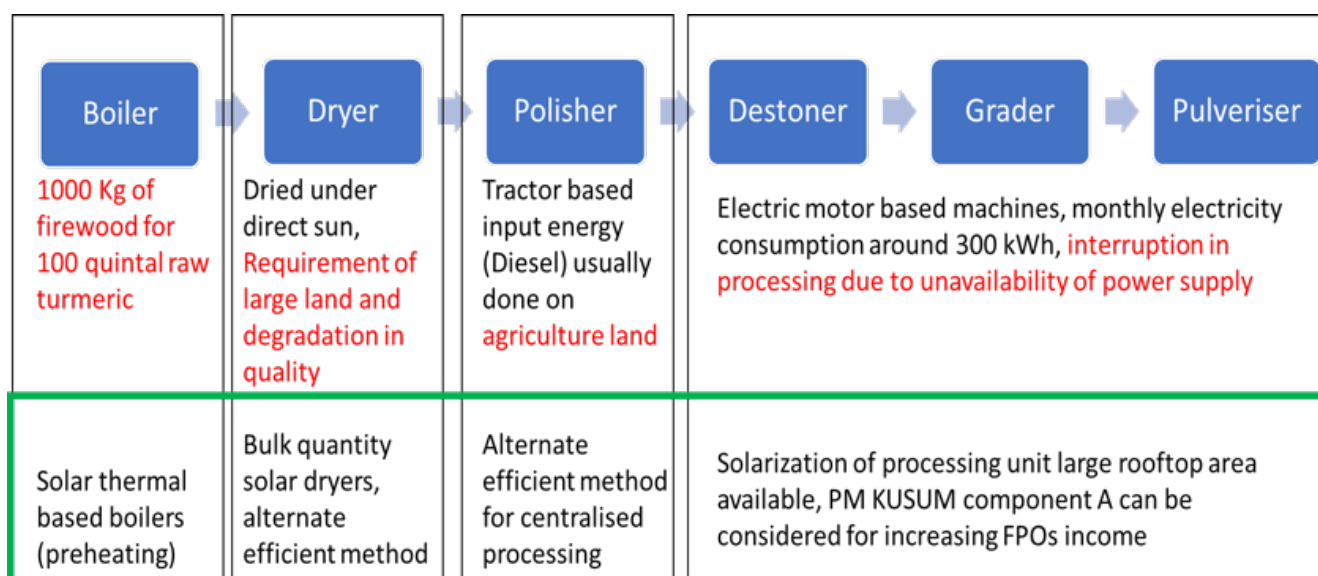 Boiler
Dryer
Polisher
Destoner
Grader
Pulveriser
1000 Kg of
firewood for
100 quintal raw
turmeric
Dried under
direct sun,
Requirement of
large land and
degradation in
quality
Tractor based
input energy
(Diesel) usually
done on
agriculture land
Electric motor based machines, monthly electricity
consumption around 300 kWh, interruption in
processing due to unavailability of power supply
Solar thermal
based boilers
(preheating)
Bulk quantity
solar dryers,
alternate
efficient method
Alternate
efficient method
for centralised
processing
Solarization of processing unit large rooftop area
available, PM KUSUM component A can be
considered for increasing FPOs income